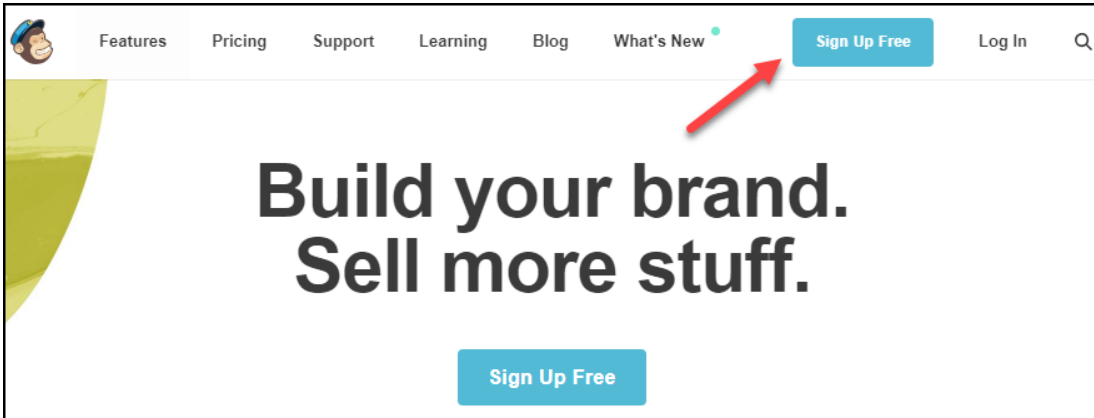 Features Pricing Support Learning Blog What's New Sign Up Free Log In
Build your brand.
Sell more stuff.
Sign Up Free